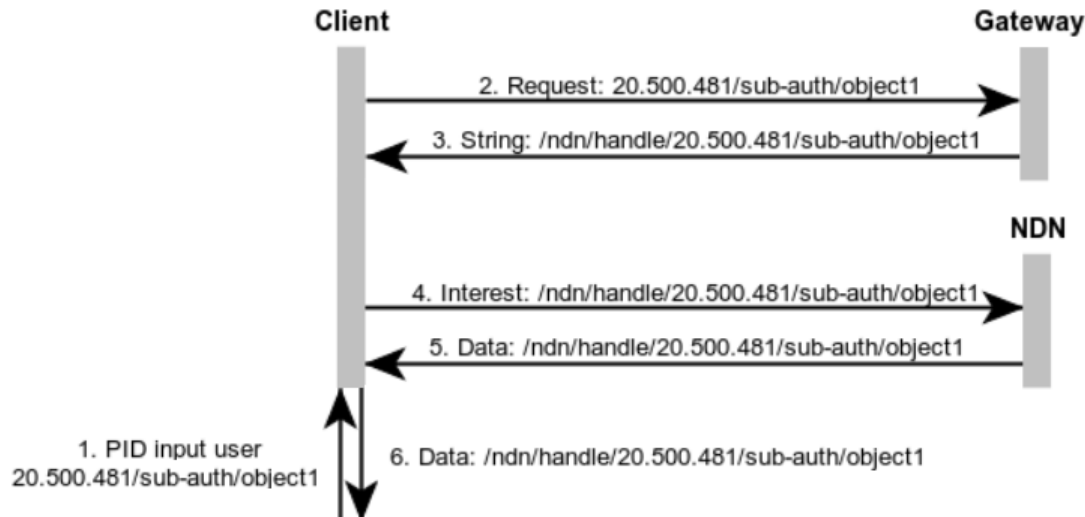 Client
Gateway
2. Request: 20.500.481/sub-auth/object1
3. String: /ndn/handle/20.500.481/sub-auth/object1
NDN
4. Interest: /ndn/handle/20.500.481/sub-auth/object1
5. Data: /ndn/handle/20.500.481/sub-auth/object1
1. PID input user
20.500.481/sub-auth/object1
6. Data: /ndn/handle/20.500.481/sub-auth/object1